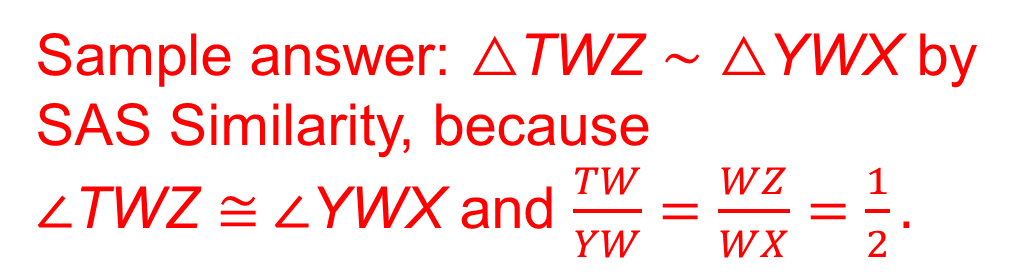 Sample answer: △TWZ ~ △YWX by
SAS Similarity, because
∠TWZ ≅ ∠YWX and TW/YW = WZ/WX = 1/2 .